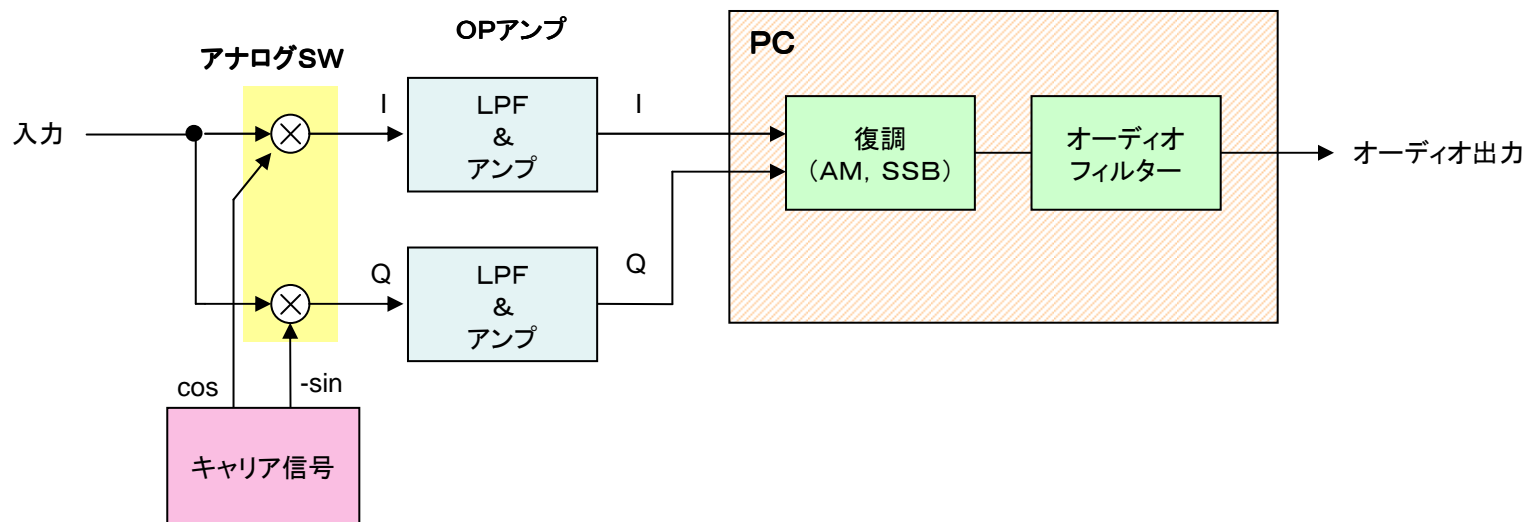 OPアンプ
PC
アナログSW
I
LPF
&
アンプ
I
復調
(AM, SSB)
オーディオ
フィルター
入力
オーディオ出力
Q
LPF
&
アンプ
Q
cos
-sin
キャリア信号